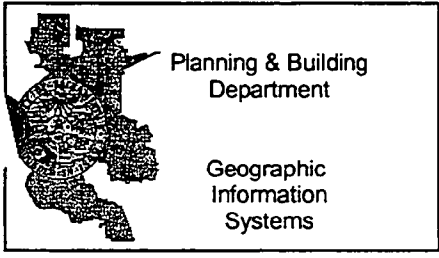 Planning & Building
Department
Geographic
Information
Systems